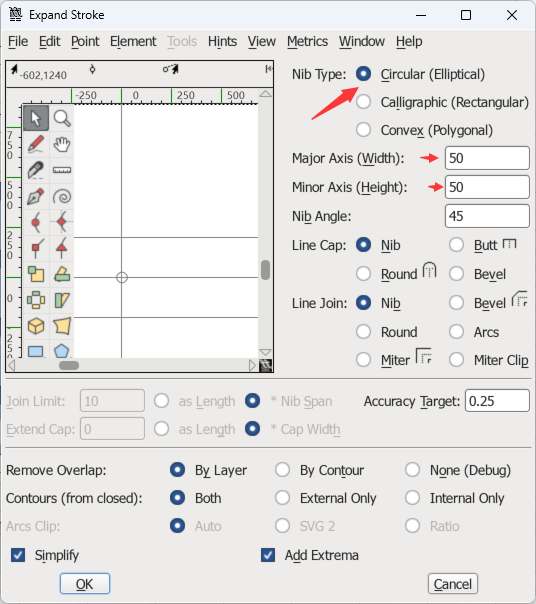 Expand Stroke
File Edit Point Element Tools Hints View Metrics Window Help
-602,1240
-250 0 250 500
750
500
250
0
250
Nib Type: Circular (Elliptical)
Calligraphic (Rectangular)
Convex (Polygonal)
Major Axis (Width): 50
Minor Axis (Height): 50
Nib Angle: 45
Line Cap: Nib Butt
Round Bevel
Line Join: Nib Bevel
Round Arcs
Miter Miter Clip
Join Limit: 10 as Length * Nib Span Accuracy Target: 0.25
Extend Cap: 0 as Length * Cap Width
Remove Overlap: By Layer By Contour None (Debug)
Contours (from closed): Both External Only Internal Only
Arcs Clip: Auto SVG 2 Ratio
Simplify Add Extrema
OK Cancel